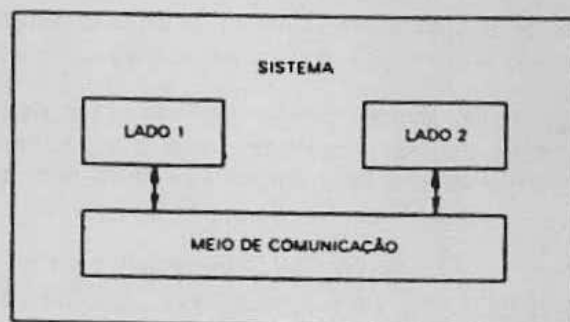 SISTEMA
LADO 1
LADO 2
MEIO DE COMUNICAÇÃO